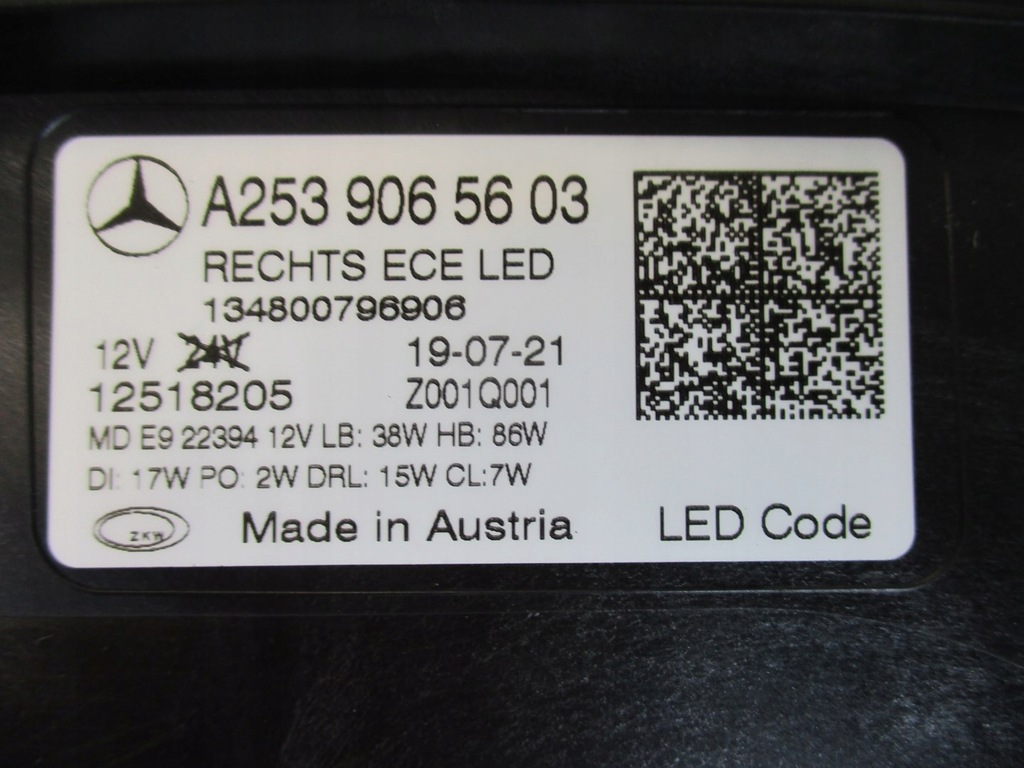 A253 906 56 03
RECHTS ECE LED
134800796906
12V 24V 19-07-21
12518205 Z001Q001
MD E9 22394 12V LB: 38W HB: 86W
DI: 17W PO: 2W DRL: 15W CL:7W
ZKW Made in Austria LED Code